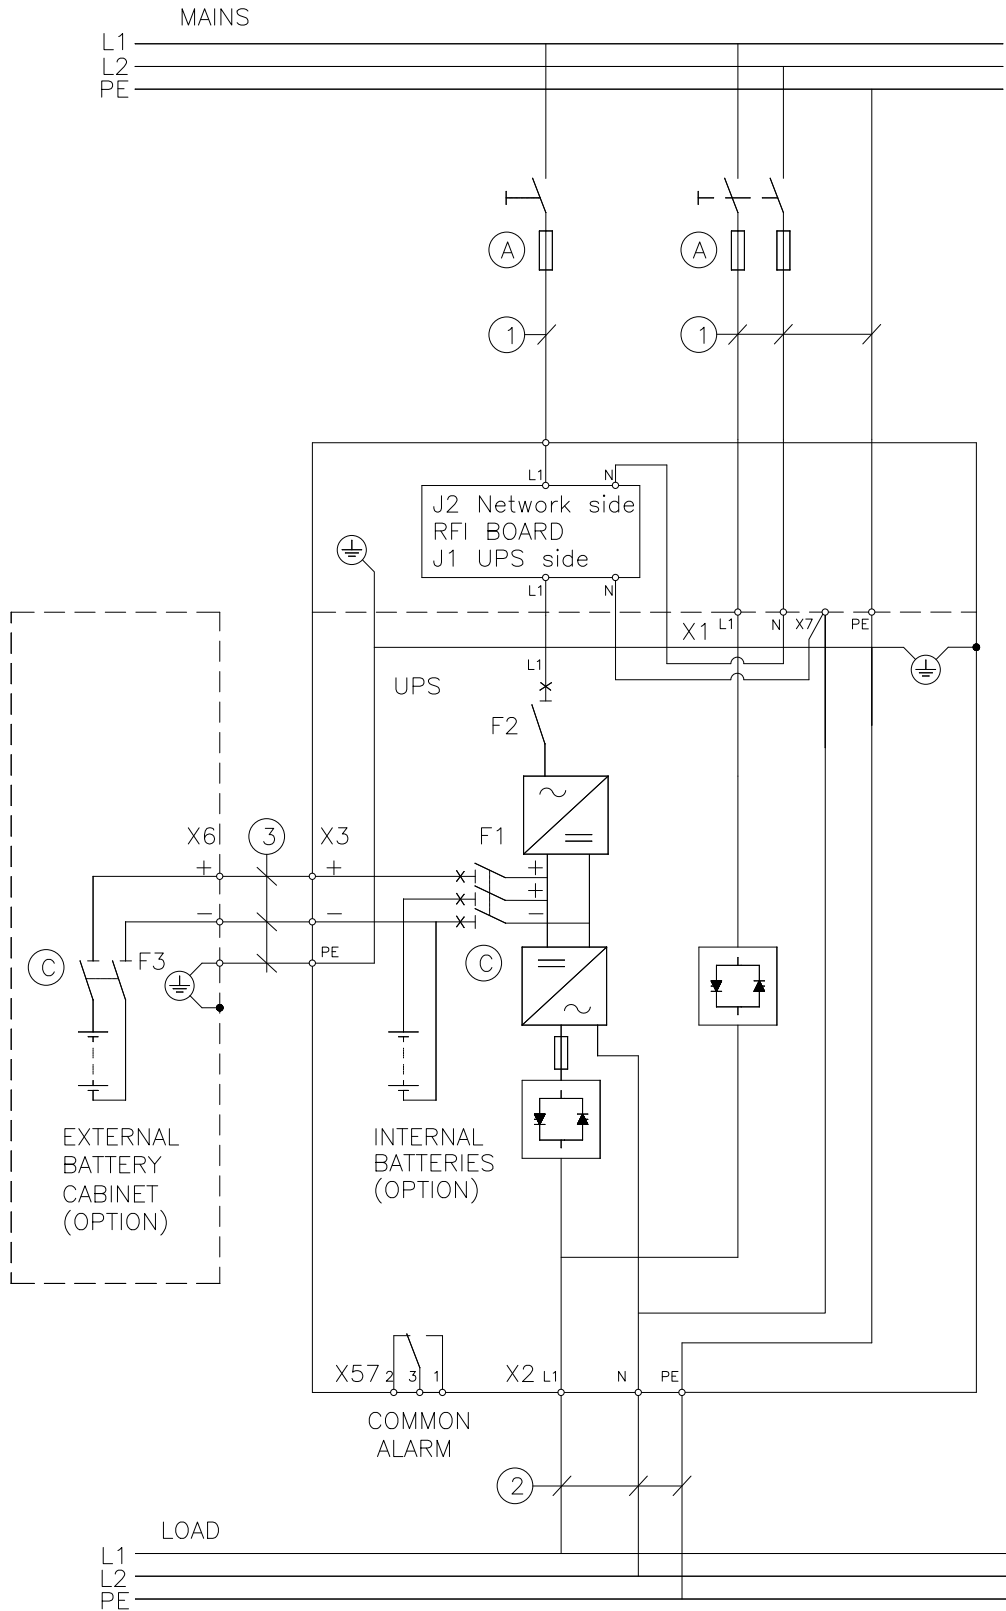 MAINS
L1
L2
PE
A
A
1
1
L1 N
J2 Network side
RFI BOARD
J1 UPS side
L1 N
X1 L1 N X7 PE
L1
UPS
F2
X6 3 X3 F1
+ + +
+
− − −
PE
C F3 C
EXTERNAL
BATTERY
CABINET
(OPTION)
INTERNAL
BATTERIES
(OPTION)
X57 2 3 1 X2 L1 N PE
COMMON
ALARM
2
LOAD
L1
L2
PE